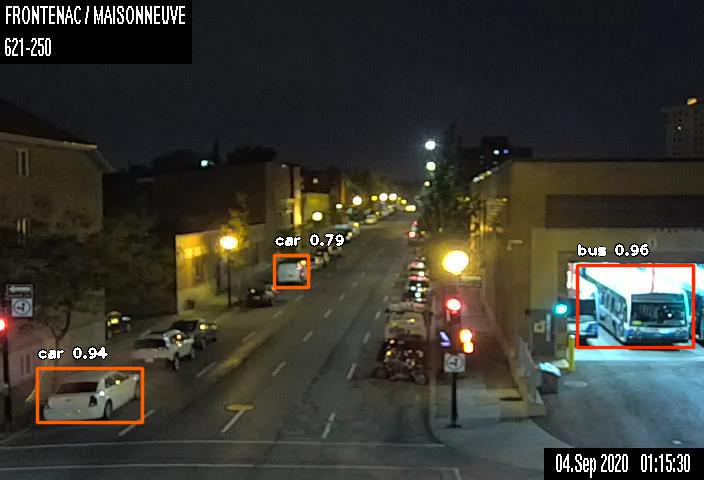 FRONTENAC / MAISONNEUVE
621-250
car 0.79
bus 0.96
car 0.94
04.Sep 2020 01:15:30